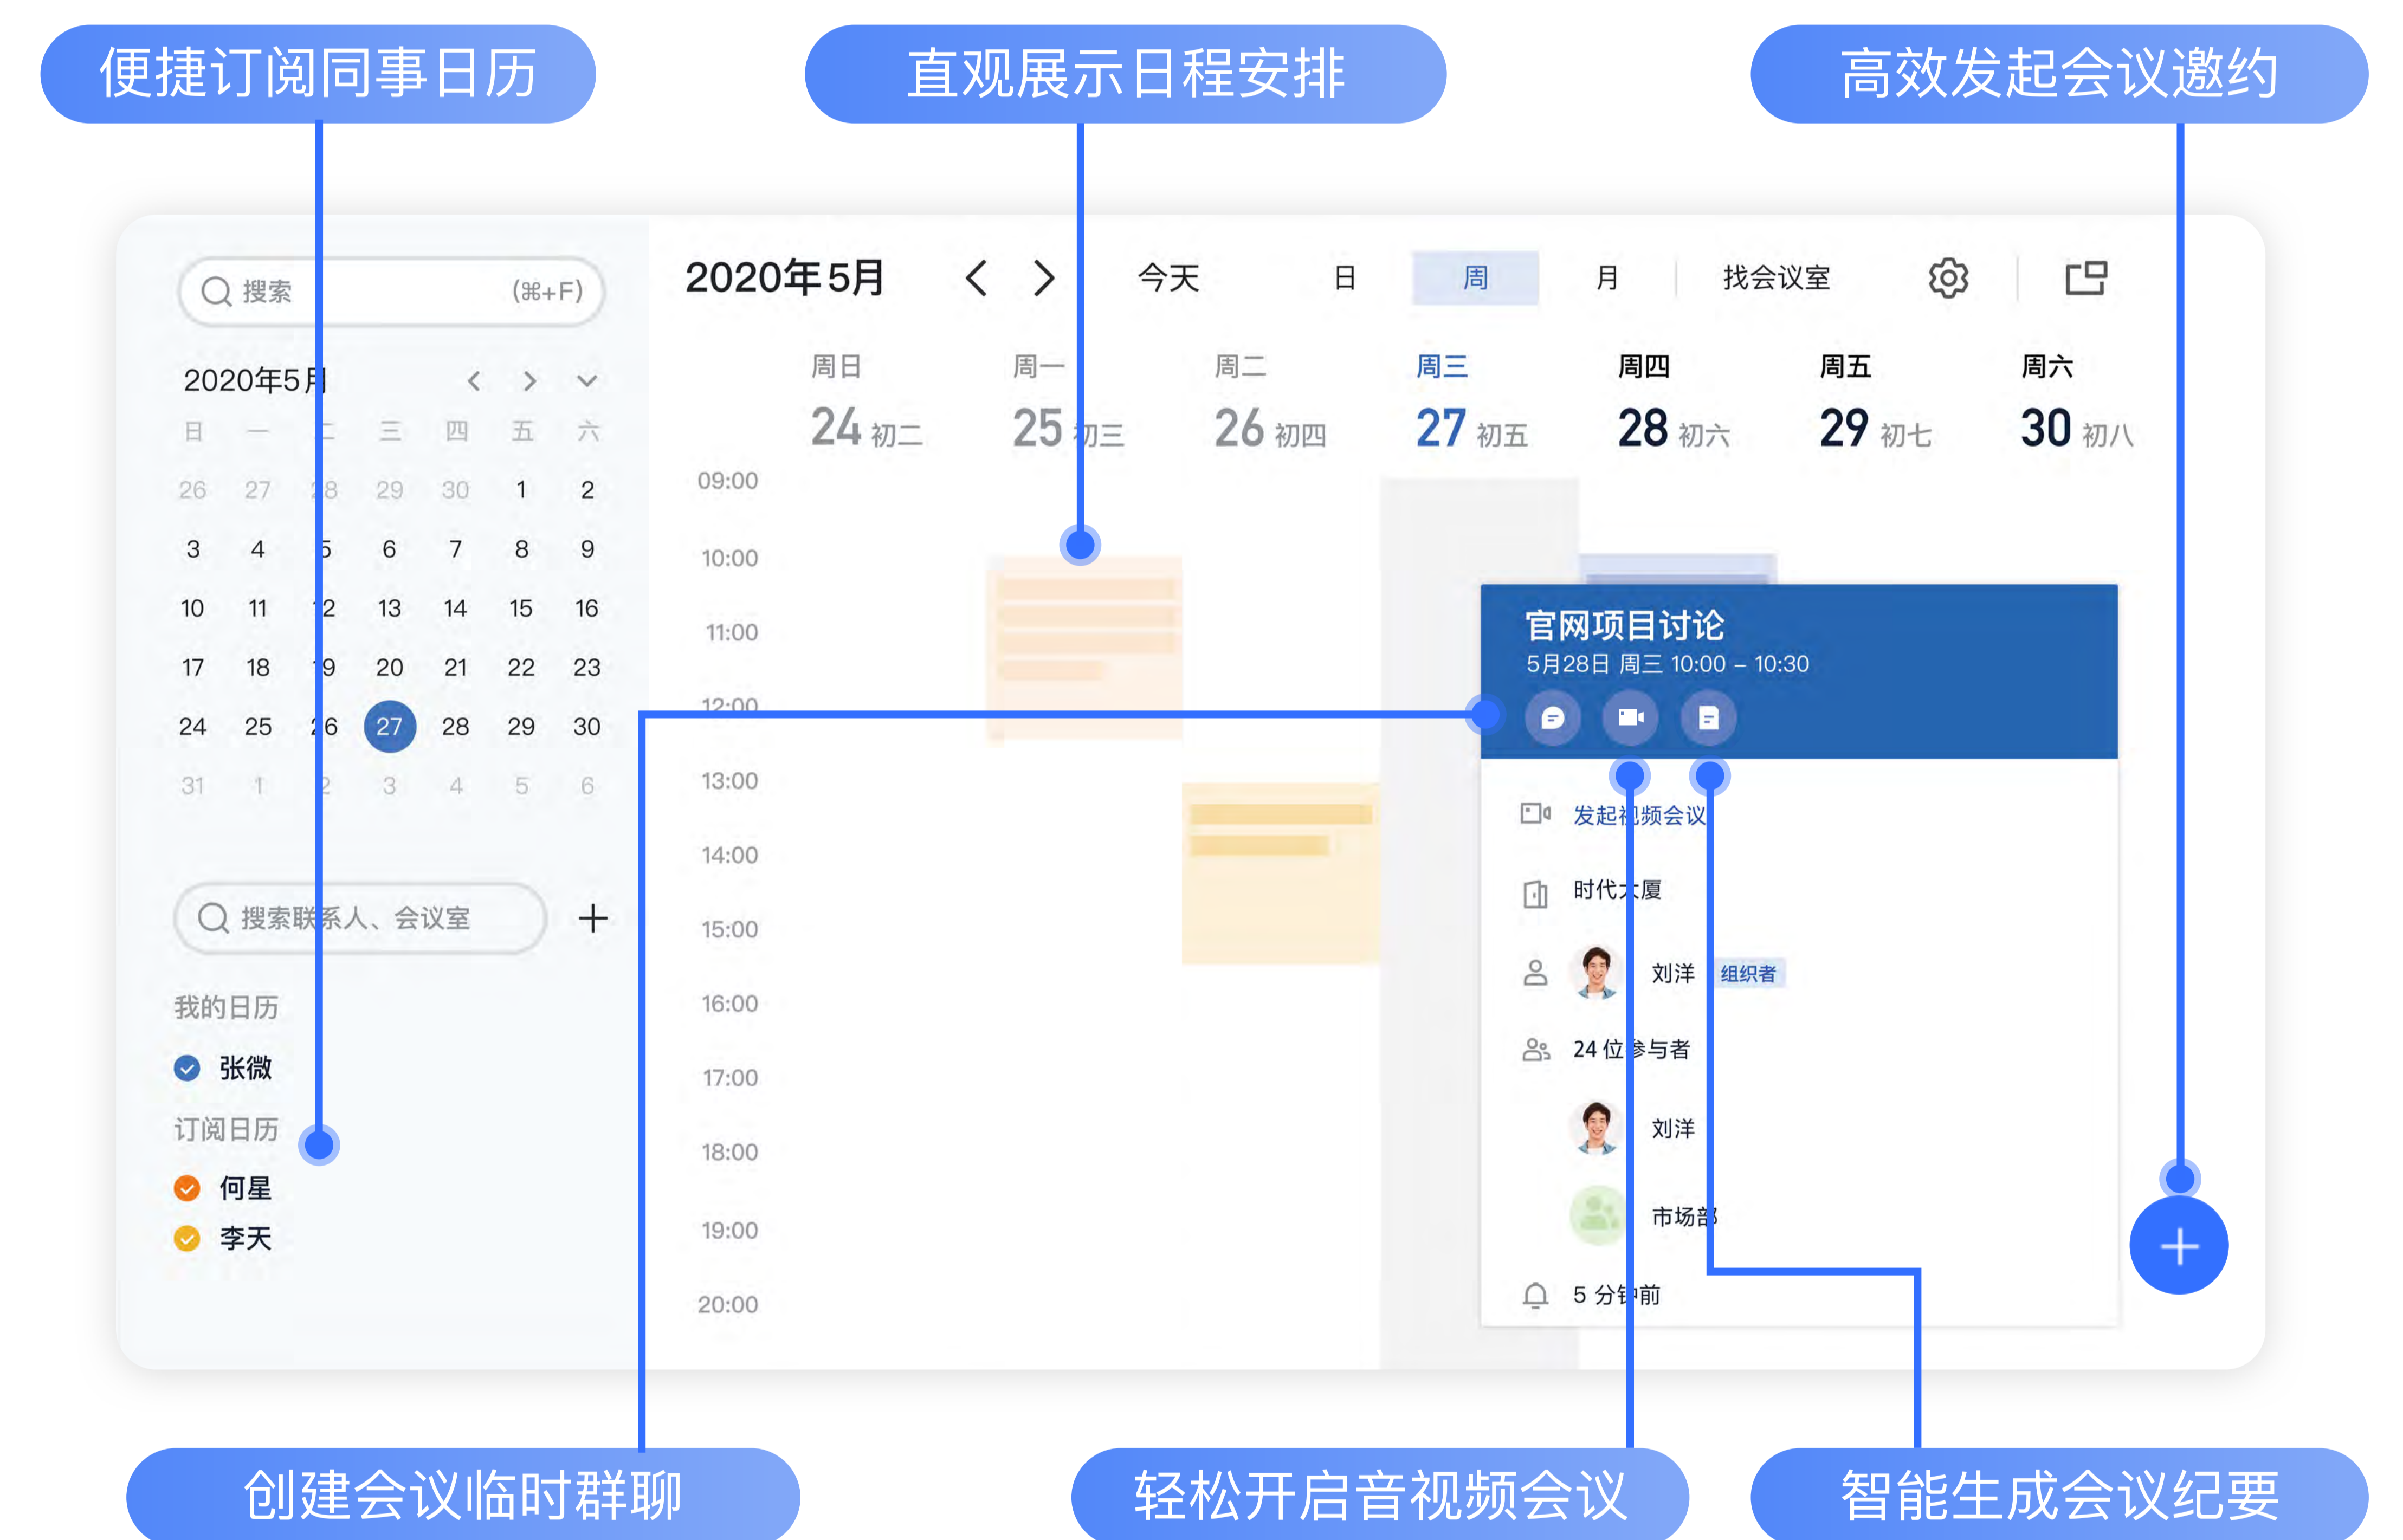 便捷订阅同事日历
直观展示日程安排
高效发起会议邀约
搜索 (⌘+F)
2020年5月
日 一 二 三 四 五 六
26 27 28 29 30 1 2
3 4 5 6 7 8 9
10 11 12 13 14 15 16
17 18 19 20 21 22 23
24 25 26 27 28 29 30
31 1 2 3 4 5 6
搜索联系人、会议室
我的日历
张微
订阅日历
何星
李天
2020年5月 今天 日 周 月 找会议室
周日 周一 周二 周三 周四 周五 周六
24 初二 25 初三 26 初四 27 初五 28 初六 29 初七 30 初八
09:00
10:00
11:00
12:00
13:00
14:00
15:00
16:00
17:00
18:00
19:00
20:00
官网项目讨论
5月28日 周三 10:00 – 10:30
发起视频会议
时代大厦
刘洋 组织者
24 位参与者
刘洋
市场部
5 分钟前
创建会议临时群聊
轻松开启音视频会议
智能生成会议纪要